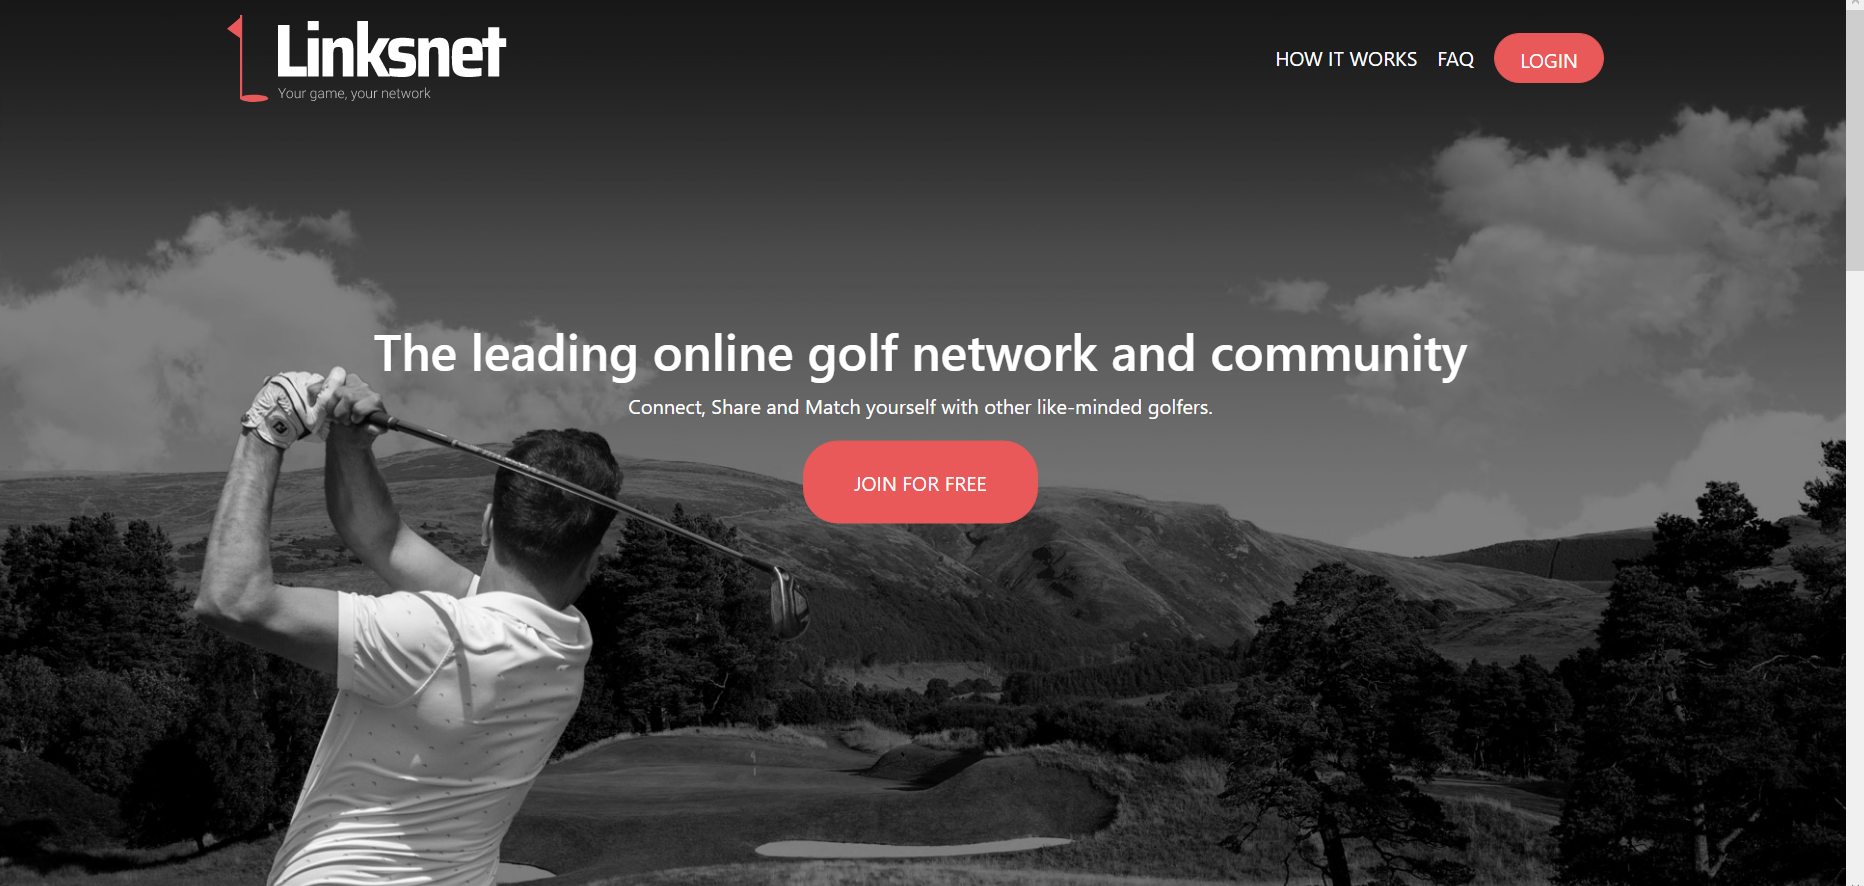 Linksnet
Your game, your network
HOW IT WORKS FAQ LOGIN
The leading online golf network and community
Connect, Share and Match yourself with other like-minded golfers.
JOIN FOR FREE